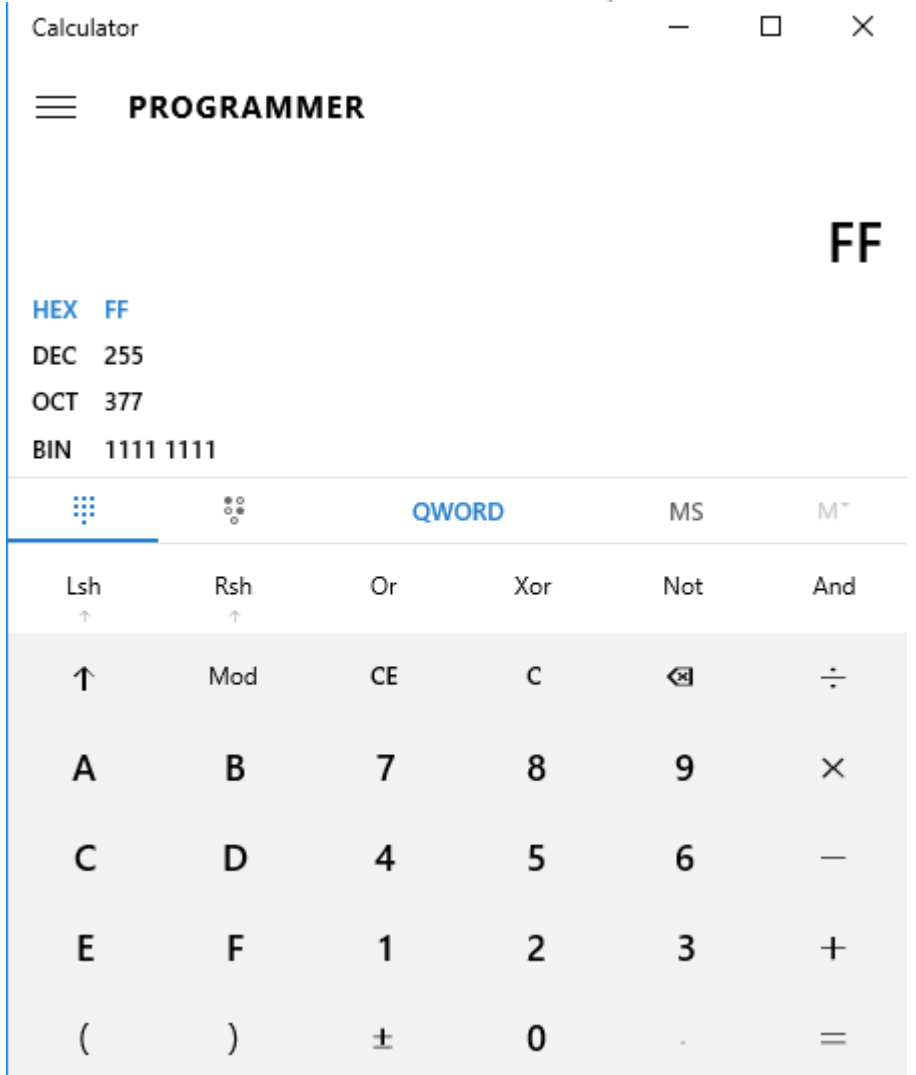 Calculator
PROGRAMMER
FF
HEX FF
DEC 255
OCT 377
BIN 1111 1111
QWORD MS M
Lsh Rsh Or Xor Not And
↑ Mod CE C ÷
A B 7 8 9 ×
C D 4 5 6 −
E F 1 2 3 +
( ) ± 0 . =